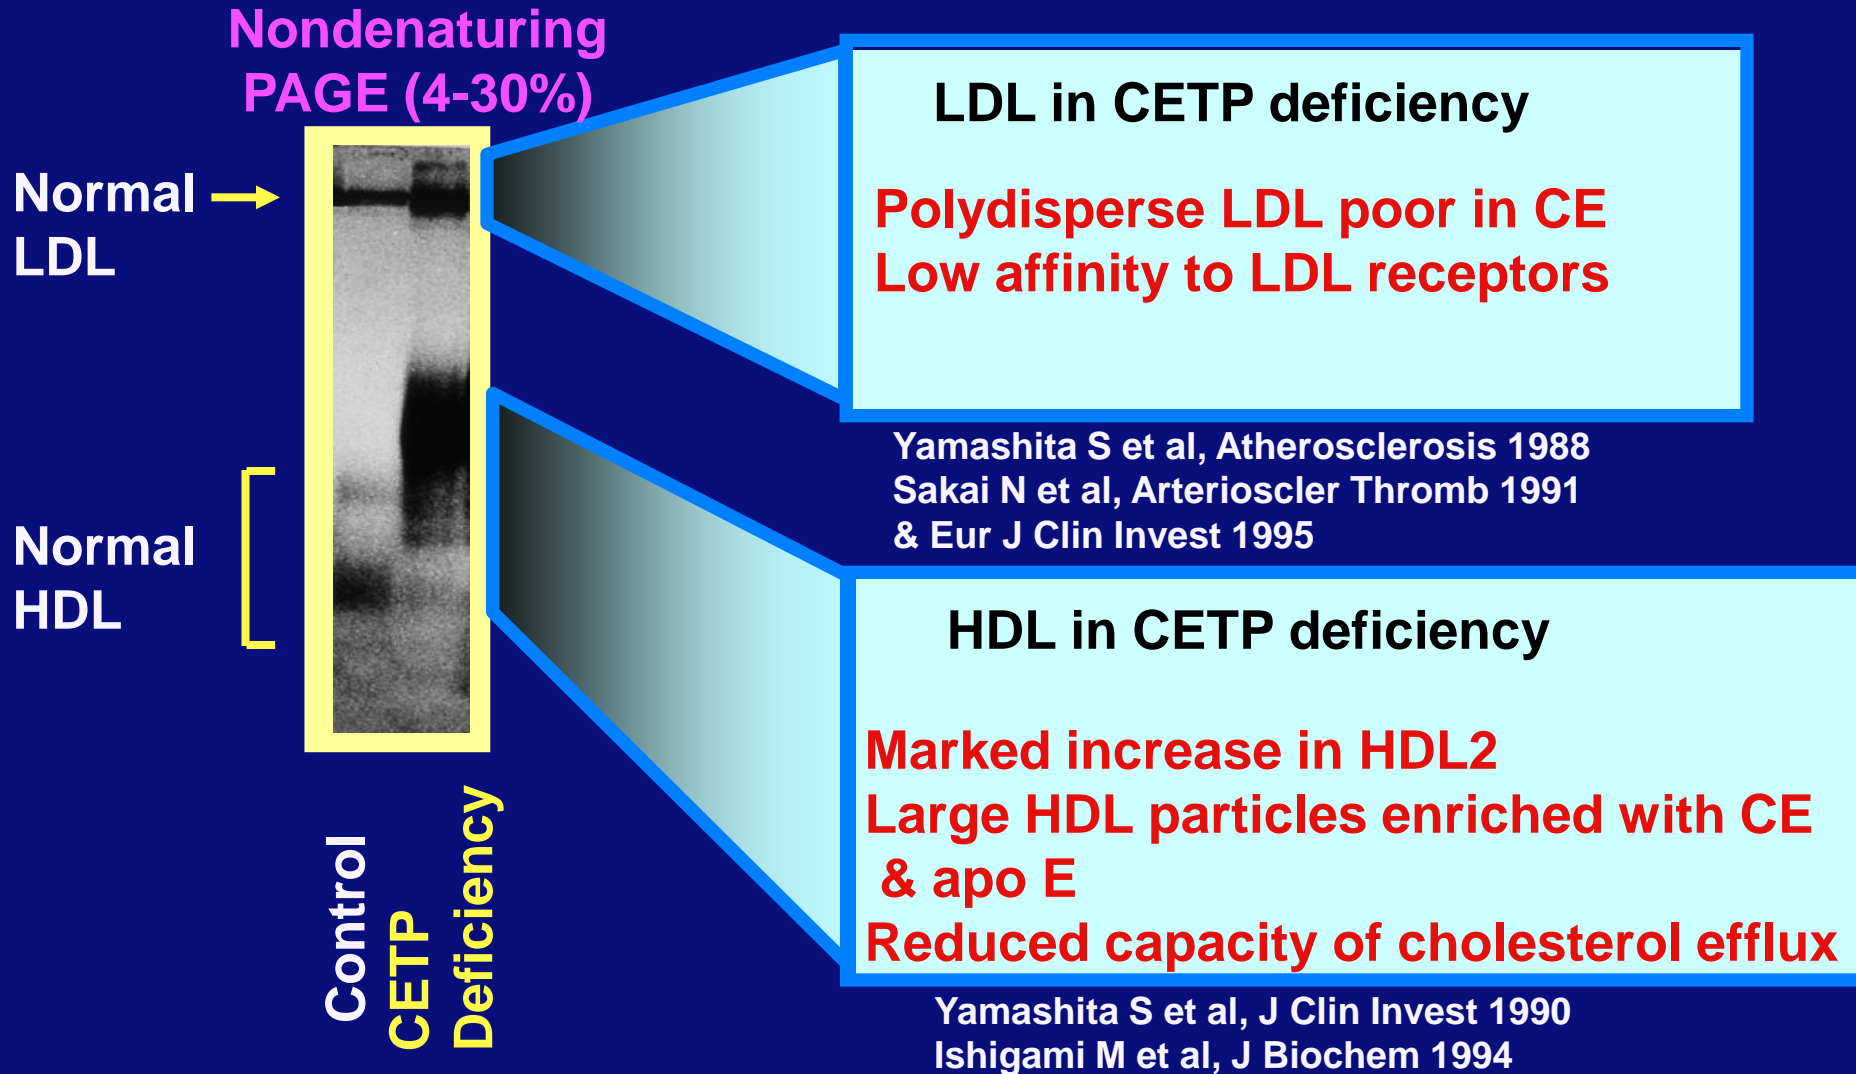 Nondenaturing
PAGE (4-30%)
Normal
LDL
Normal
HDL
Control
CETP
Deficiency
LDL in CETP deficiency
Polydisperse LDL poor in CE
Low affinity to LDL receptors
Yamashita S et al, Atherosclerosis 1988
Sakai N et al, Arterioscler Thromb 1991
& Eur J Clin Invest 1995
HDL in CETP deficiency
Marked increase in HDL2
Large HDL particles enriched with CE
& apo E
Reduced capacity of cholesterol efflux
Yamashita S et al, J Clin Invest 1990
Ishigami M et al, J Biochem 1994